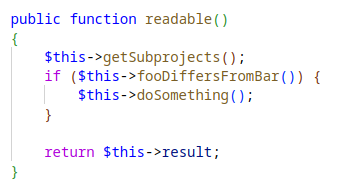 public function readable()
{
    $this->getSubprojects();
    if ($this->fooDiffersFromBar()) {
        $this->doSomething();
    }

    return $this->result;
}